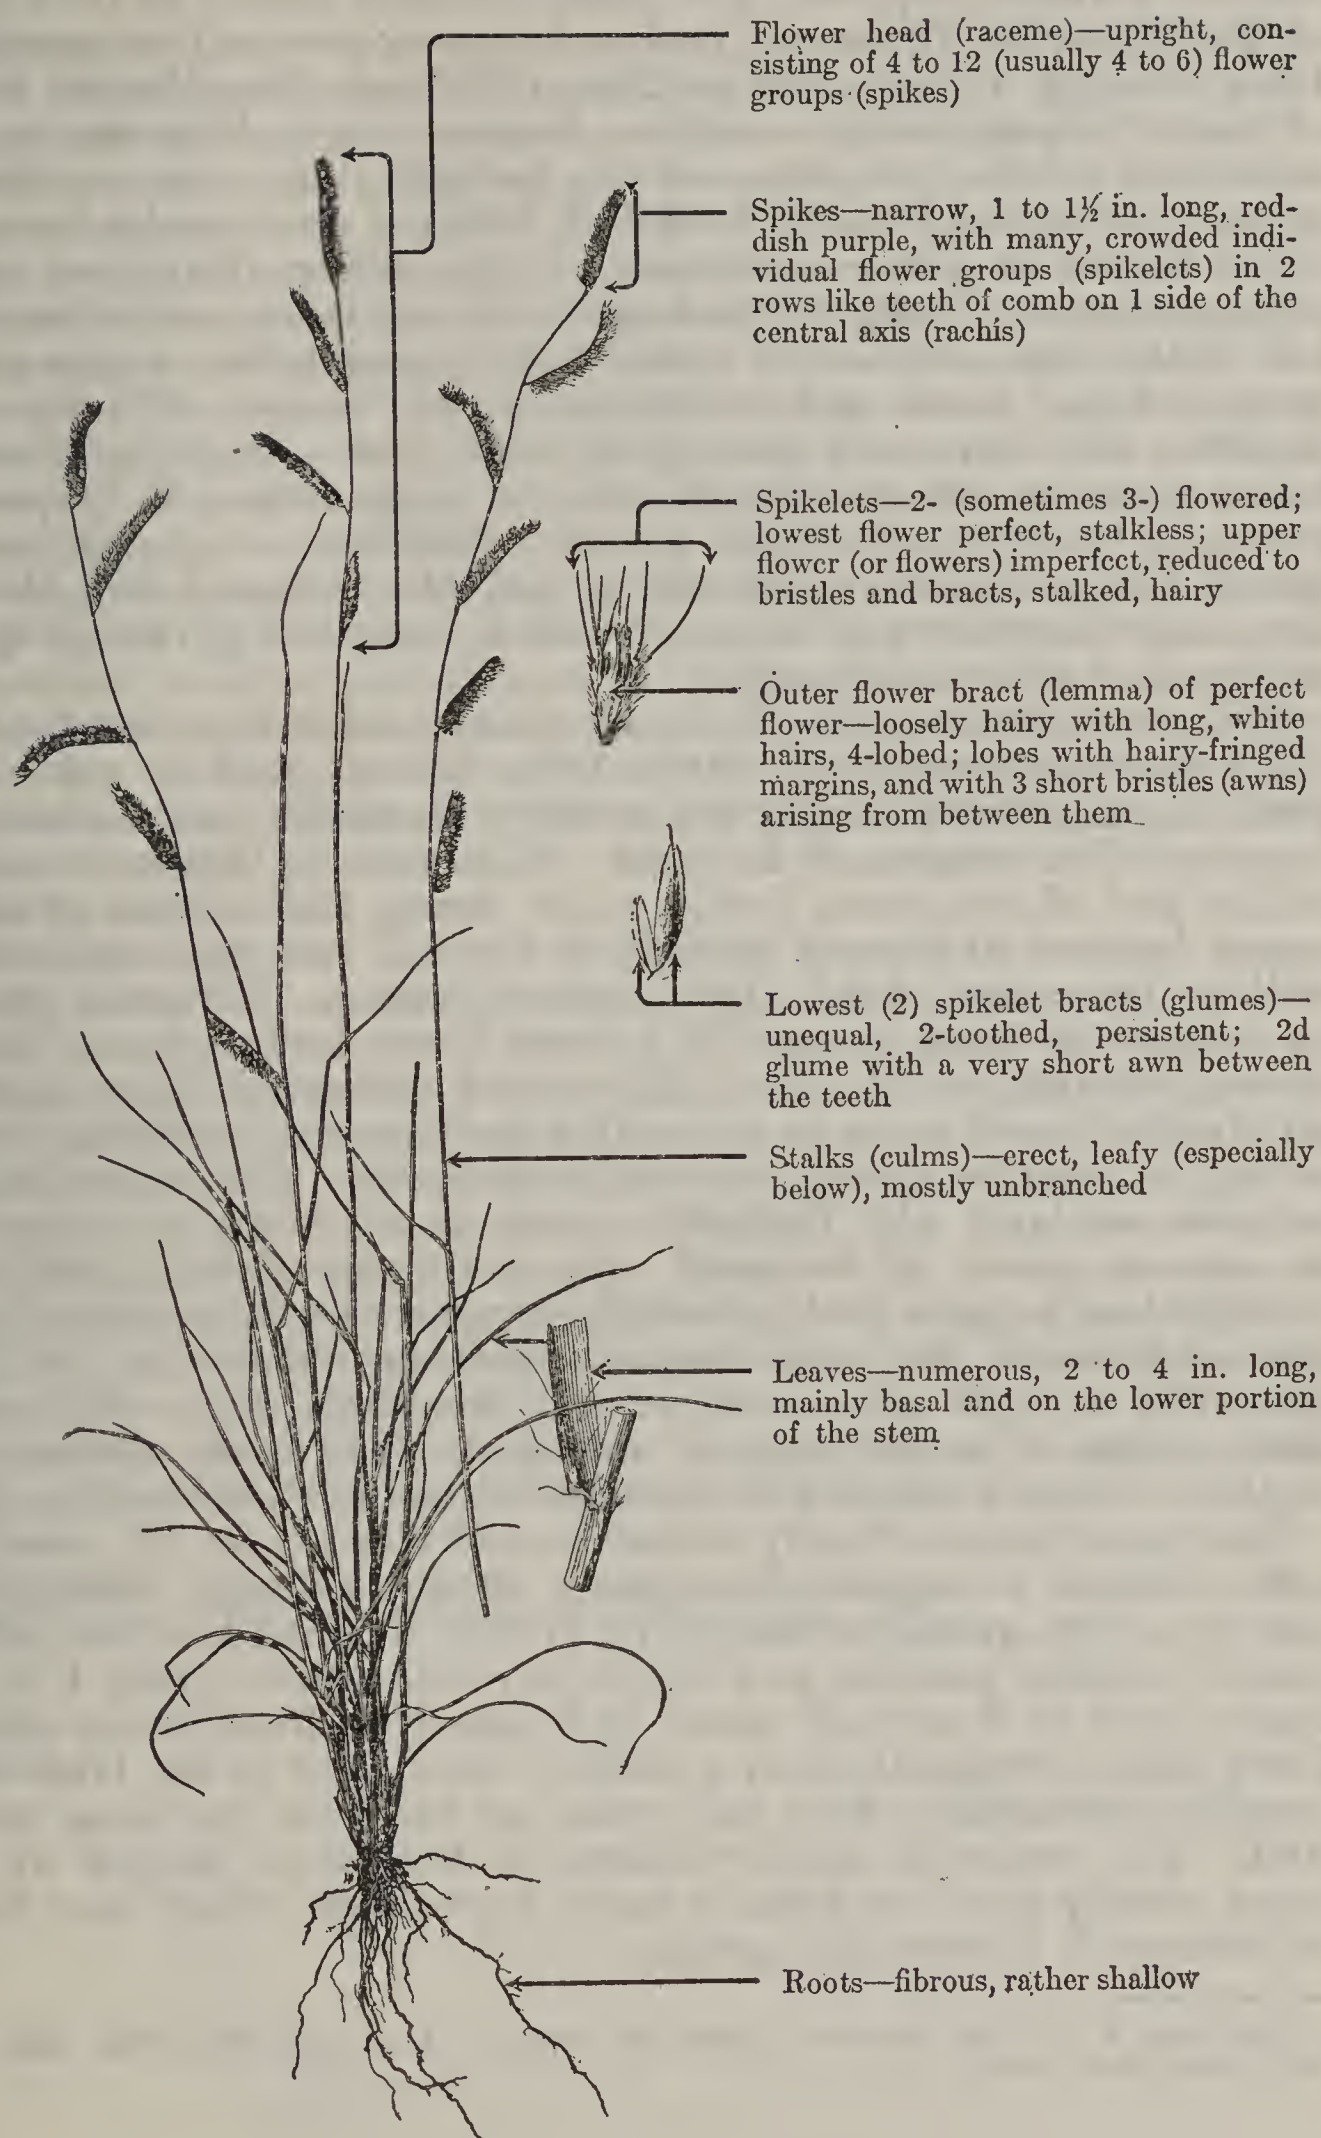 Flower head (raceme)—upright, con-
sisting of 4 to 12 (usually 4 to 6) flower
groups (spikes)
Spikes—narrow, 1 to 1½ in. long, red-
dish purple, with many, crowded indi-
vidual flower groups (spikelets) in 2
rows like teeth of comb on 1 side of the
central axis (rachis)
Spikelets—2- (sometimes 3-) flowered;
lowest flower perfect, stalkless; upper
flower (or flowers) imperfect, reduced to
bristles and bracts, stalked, hairy
Outer flower bract (lemma) of perfect
flower—loosely hairy with long, white
hairs, 4-lobed; lobes with hairy-fringed
margins, and with 3 short bristles (awns)
arising from between them
Lowest (2) spikelet bracts (glumes)—
unequal, 2-toothed, persistent; 2d
glume with a very short awn between
the teeth
Stalks (culms)—erect, leafy (especially
below), mostly unbranched
Leaves—numerous, 2 to 4 in. long,
mainly basal and on the lower portion
of the stem
Roots—fibrous, rather shallow